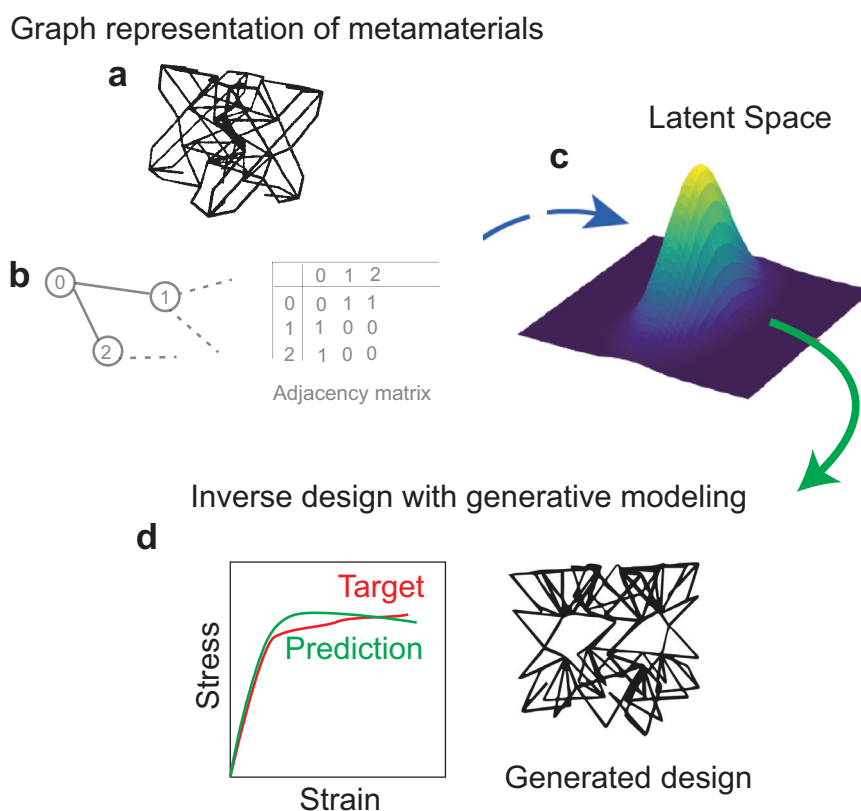 Graph representation of metamaterials
a
Latent Space
c
b
0
1
2
0 1 2
0 0 1 1
1 1 0 0
2 1 0 0
Adjacency matrix
Inverse design with generative modeling
d
Target
Prediction
Stress
Strain
Generated design